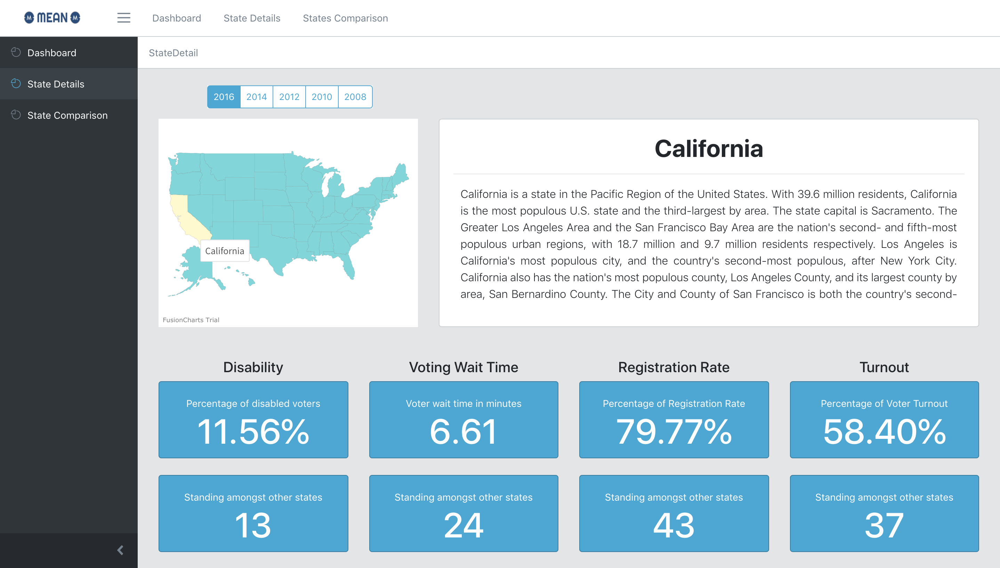 M MEAN M
Dashboard
State Details
States Comparison
Dashboard
State Details
State Comparison
StateDetail
2016
2014
2012
2010
2008
California
FusionCharts Trial
California
California is a state in the Pacific Region of the United States. With 39.6 million residents, California
is the most populous U.S. state and the third-largest by area. The state capital is Sacramento. The
Greater Los Angeles Area and the San Francisco Bay Area are the nation's second- and fifth-most
populous urban regions, with 18.7 million and 9.7 million residents respectively. Los Angeles is
California's most populous city, and the country's second-most populous, after New York City.
California also has the nation's most populous county, Los Angeles County, and its largest county by
area, San Bernardino County. The City and County of San Francisco is both the country's second-
Disability
Percentage of disabled voters
11.56%
Standing amongst other states
13
Voting Wait Time
Voter wait time in minutes
6.61
Standing amongst other states
24
Registration Rate
Percentage of Registration Rate
79.77%
Standing amongst other states
43
Turnout
Percentage of Voter Turnout
58.40%
Standing amongst other states
37